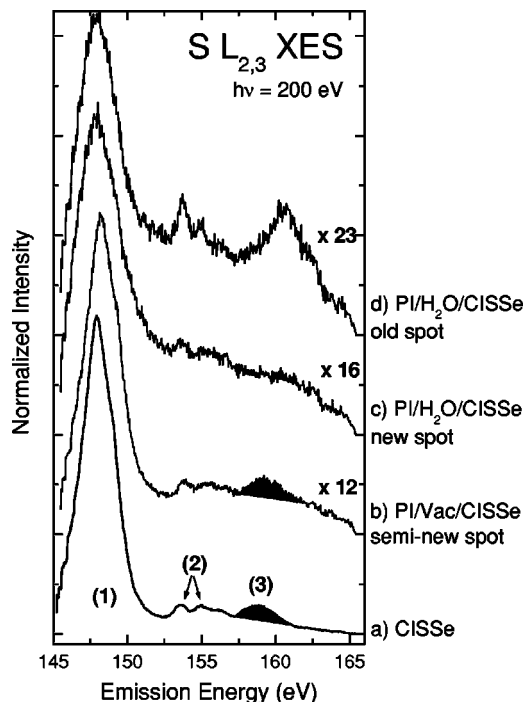 S L2,3 XES
hν = 200 eV
Normalized Intensity
x 23
d) PI/H2O/CISSe
old spot
x 16
c) PI/H2O/CISSe
new spot
x 12
b) PI/Vac/CISSe
semi-new spot
(1)
(2)
(3)
a) CISSe
145 150 155 160 165
Emission Energy (eV)